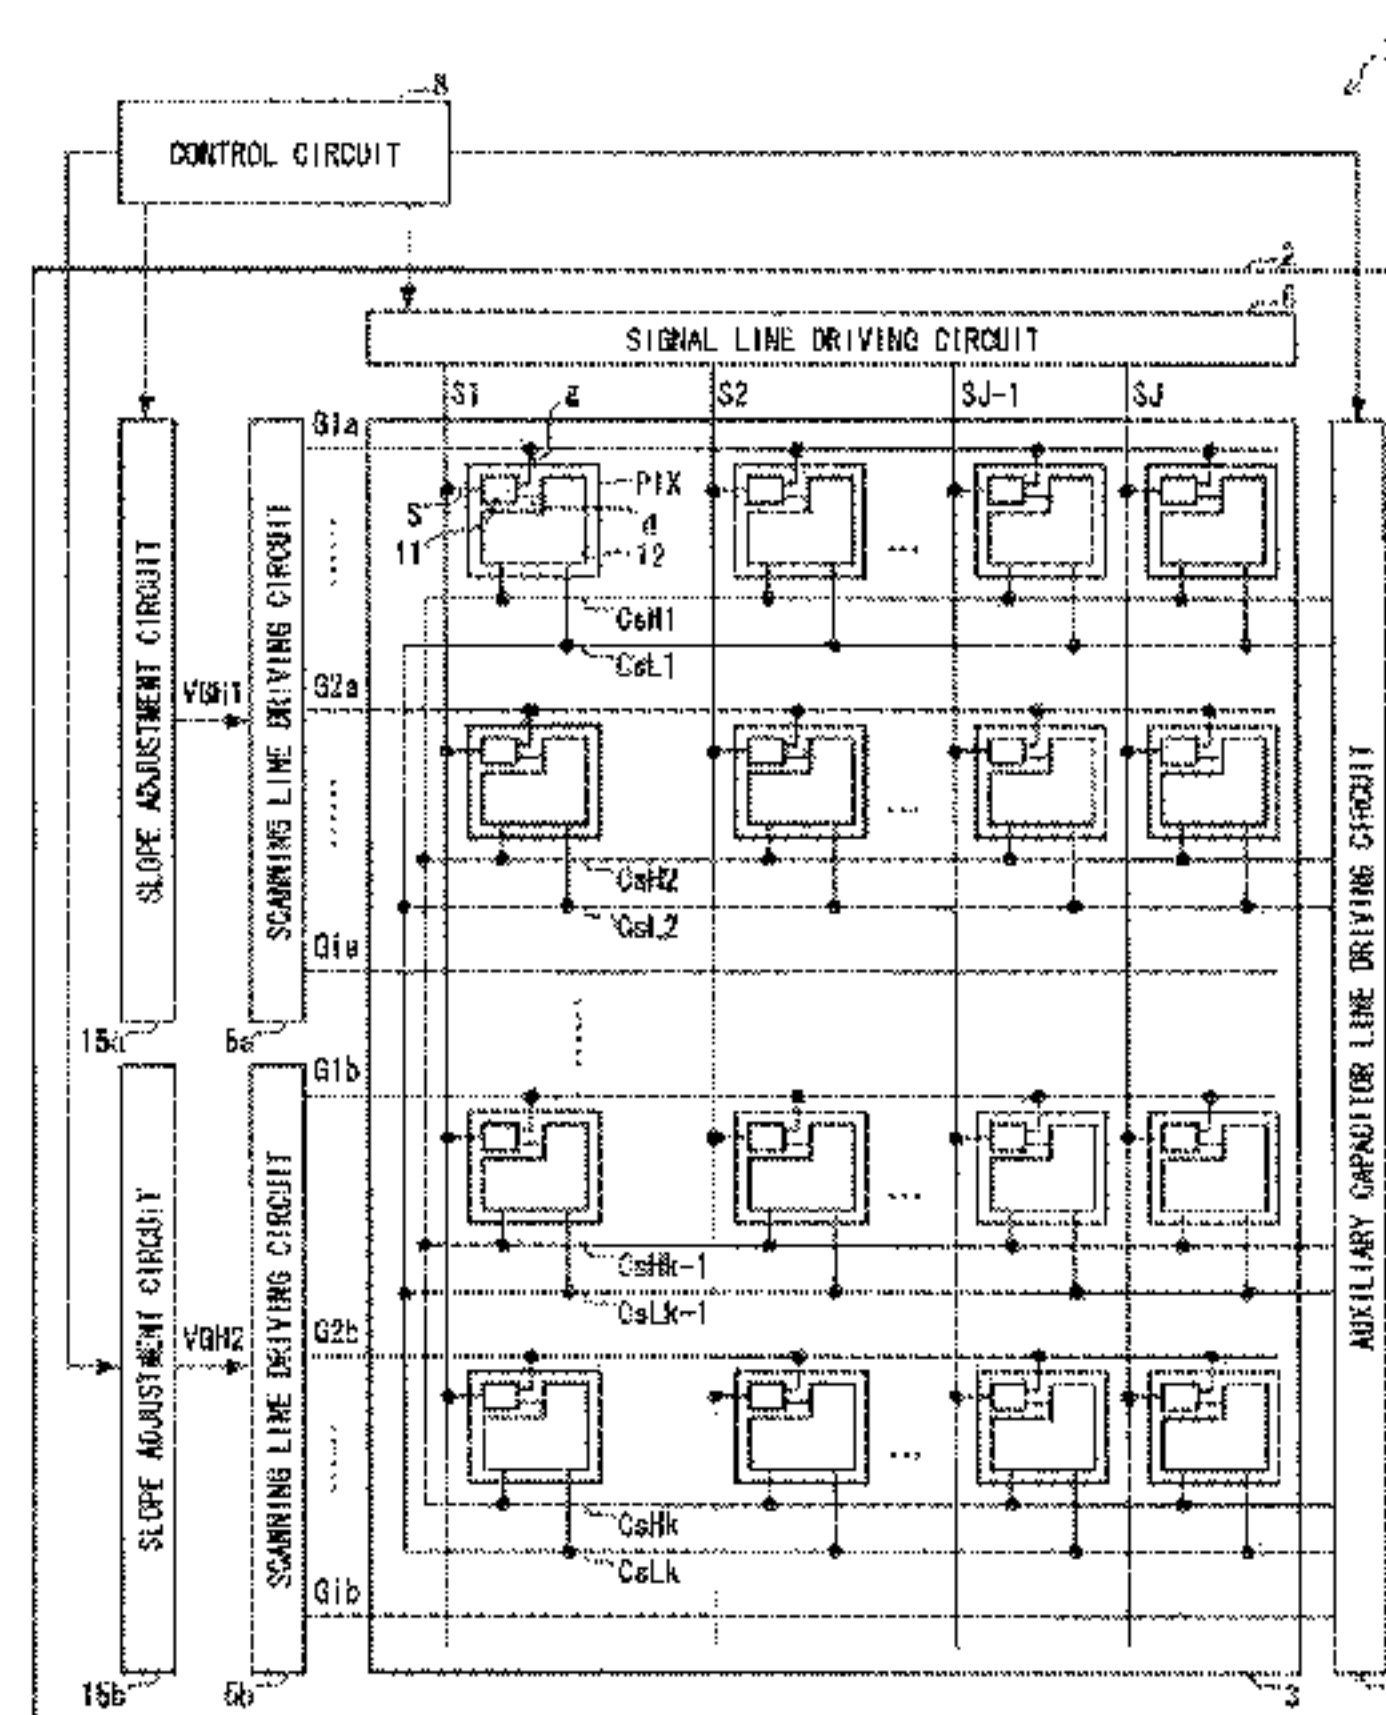 8
CONTROL CIRCUIT
2
6
SIGNAL LINE DRIVING CIRCUIT
S1
g
S2
SJ-1
SJ
G1a
PIX
S
d
11
12
CsH1
CsL1
SLOPE ADJUSTMENT CIRCUIT
VGH1
SCANNING LINE DRIVING CIRCUIT
G2a
CsH2
CsL2
Gia
15a
5a
AUXILIARY CAPACITOR LINE DRIVING CIRCUIT
G1b
CsHk-1
CsLk-1
SLOPE ADJUSTMENT CIRCUIT
VGH2
SCANNING LINE DRIVING CIRCUIT
G2b
CsHk
CsLk
Gib
15b
5b
3